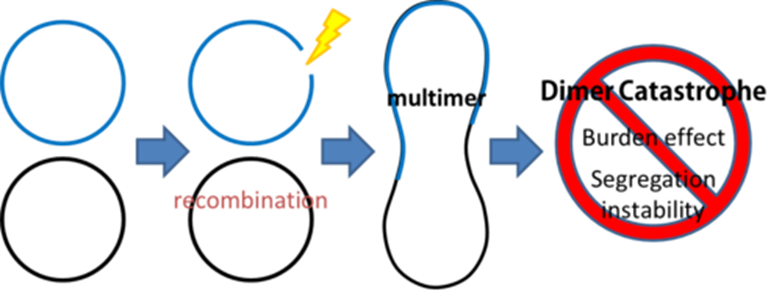 recombination
multimer
Dimer Catastrophe
Burden effect
Segregation
instability